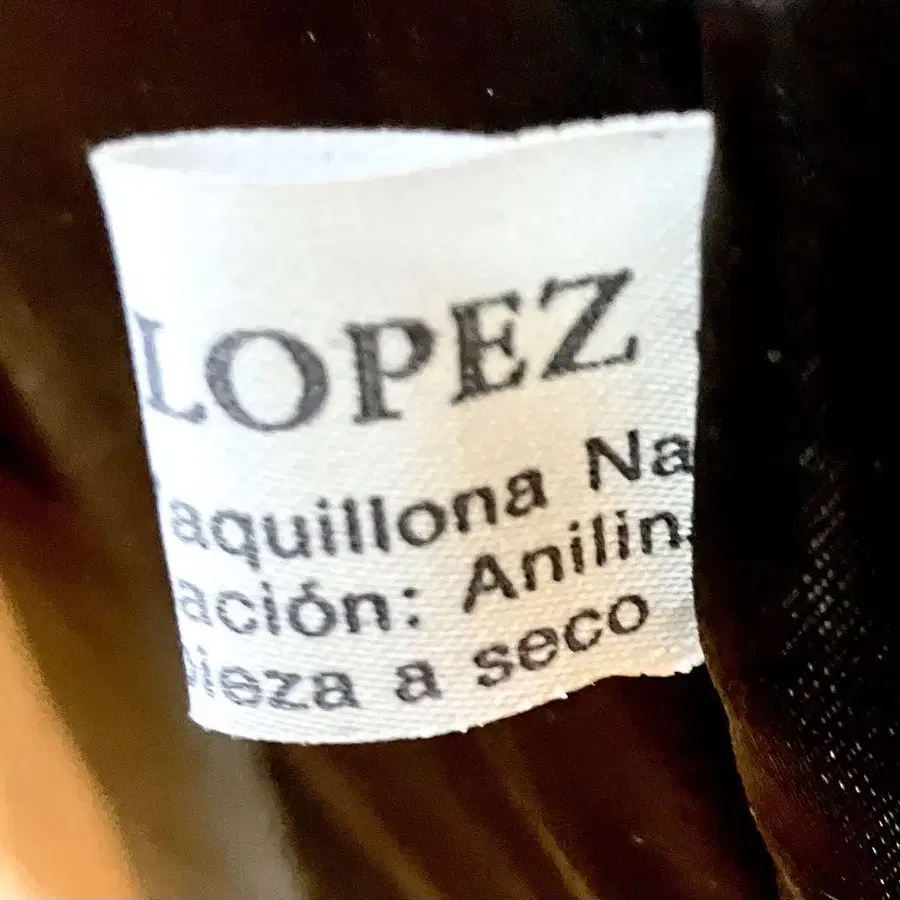 LOPEZ
aquillona Na
ación: Anilin
ieza a seco